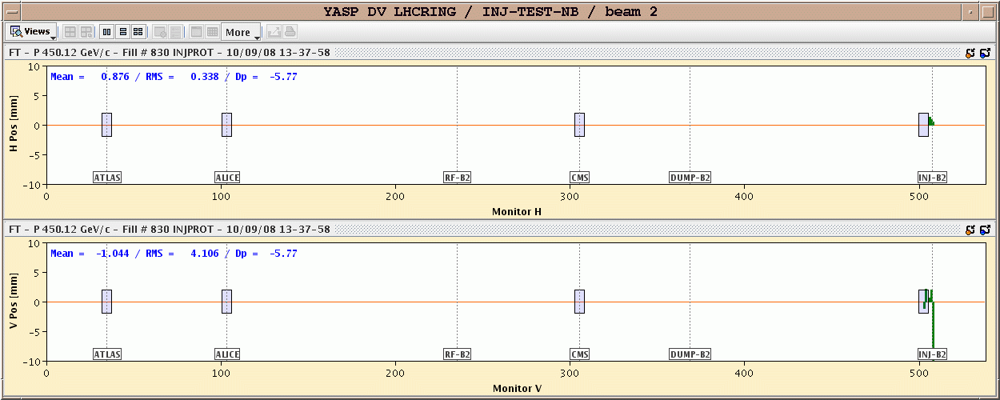 YASP DV LHCRING / INJ-TEST-NB / beam 2
Views More
FT - P 450.12 GeV/c - Fill # 830 INJPROT - 10/09/08 13-37-58
Mean = 0.876 / RMS = 0.338 / Dp = -5.77
H Pos [mm]
10
5
0
-5
-10
ATLAS ALICE RF-B2 CMS DUMP-B2 INJ-B2
0 100 200 300 400 500
Monitor H
FT - P 450.12 GeV/c - Fill # 830 INJPROT - 10/09/08 13-37-58
Mean = -1.044 / RMS = 4.106 / Dp = -5.77
V Pos [mm]
10
5
0
-5
-10
ATLAS ALICE RF-B2 CMS DUMP-B2 INJ-B2
0 100 200 300 400 500
Monitor V